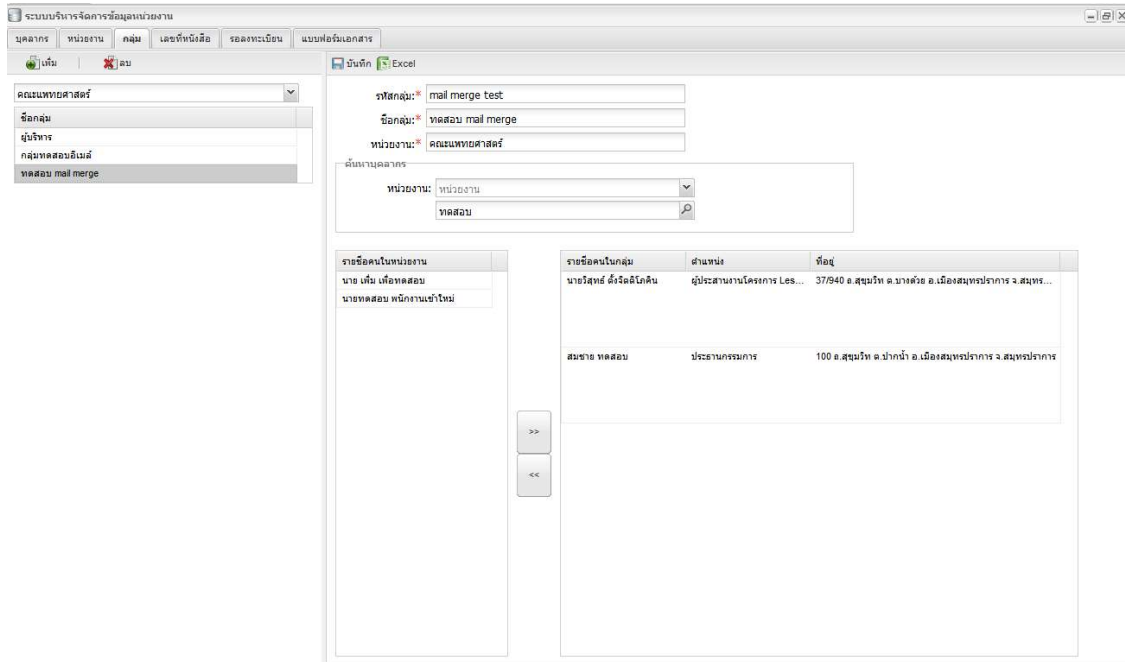 ระบบบริหารจัดการข้อมูลหน่วยงาน
บุคลากร หน่วยงาน กลุ่ม เลขที่หนังสือ รอลงทะเบียน แบบฟอร์มเอกสาร
เพิ่ม ลบ
บันทึก Excel
คณะแพทยศาสตร์
ชื่อกลุ่ม
ผู้บริหาร
กลุ่มทดสอบอีเมล์
ทดสอบ mail merge
รหัสกลุ่ม:* mail merge test
ชื่อกลุ่ม:* ทดสอบ mail merge
หน่วยงาน:* คณะแพทยศาสตร์
ค้นหาบุคลากร
หน่วยงาน: หน่วยงาน
ทดสอบ
รายชื่อคนในหน่วยงาน
นาย เพิ่ม เพื่อทดสอบ
นายทดสอบ พนักงานเข้าใหม่
>>
<<
รายชื่อคนในกลุ่ม ตำแหน่ง ที่อยู่
นายวิสุทธ์ ตั้งจิตติโภคิน ผู้ประสานงานโครงการ Les... 37/940 ถ.สุขุมวิท ต.บางด้วย อ.เมืองสมุทรปราการ จ.สมุทร...
สมชาย ทดสอบ ประธานกรรมการ 100 ถ.สุขุมวิท ต.ปากน้ำ อ.เมืองสมุทรปราการ จ.สมุทรปราการ